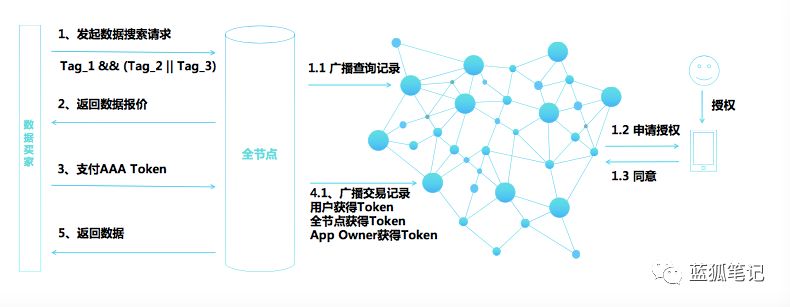 1、发起数据搜索请求
Tag_1 && (Tag_2 || Tag_3)
2、返回数据报价
数据买家
3、支付AAA Token
5、返回数据
全节点
1.1 广播查询记录
4.1、广播交易记录
用户获得Token
全节点获得Token
App Owner获得Token
授权
1.2 申请授权
1.3 同意
蓝狐笔记